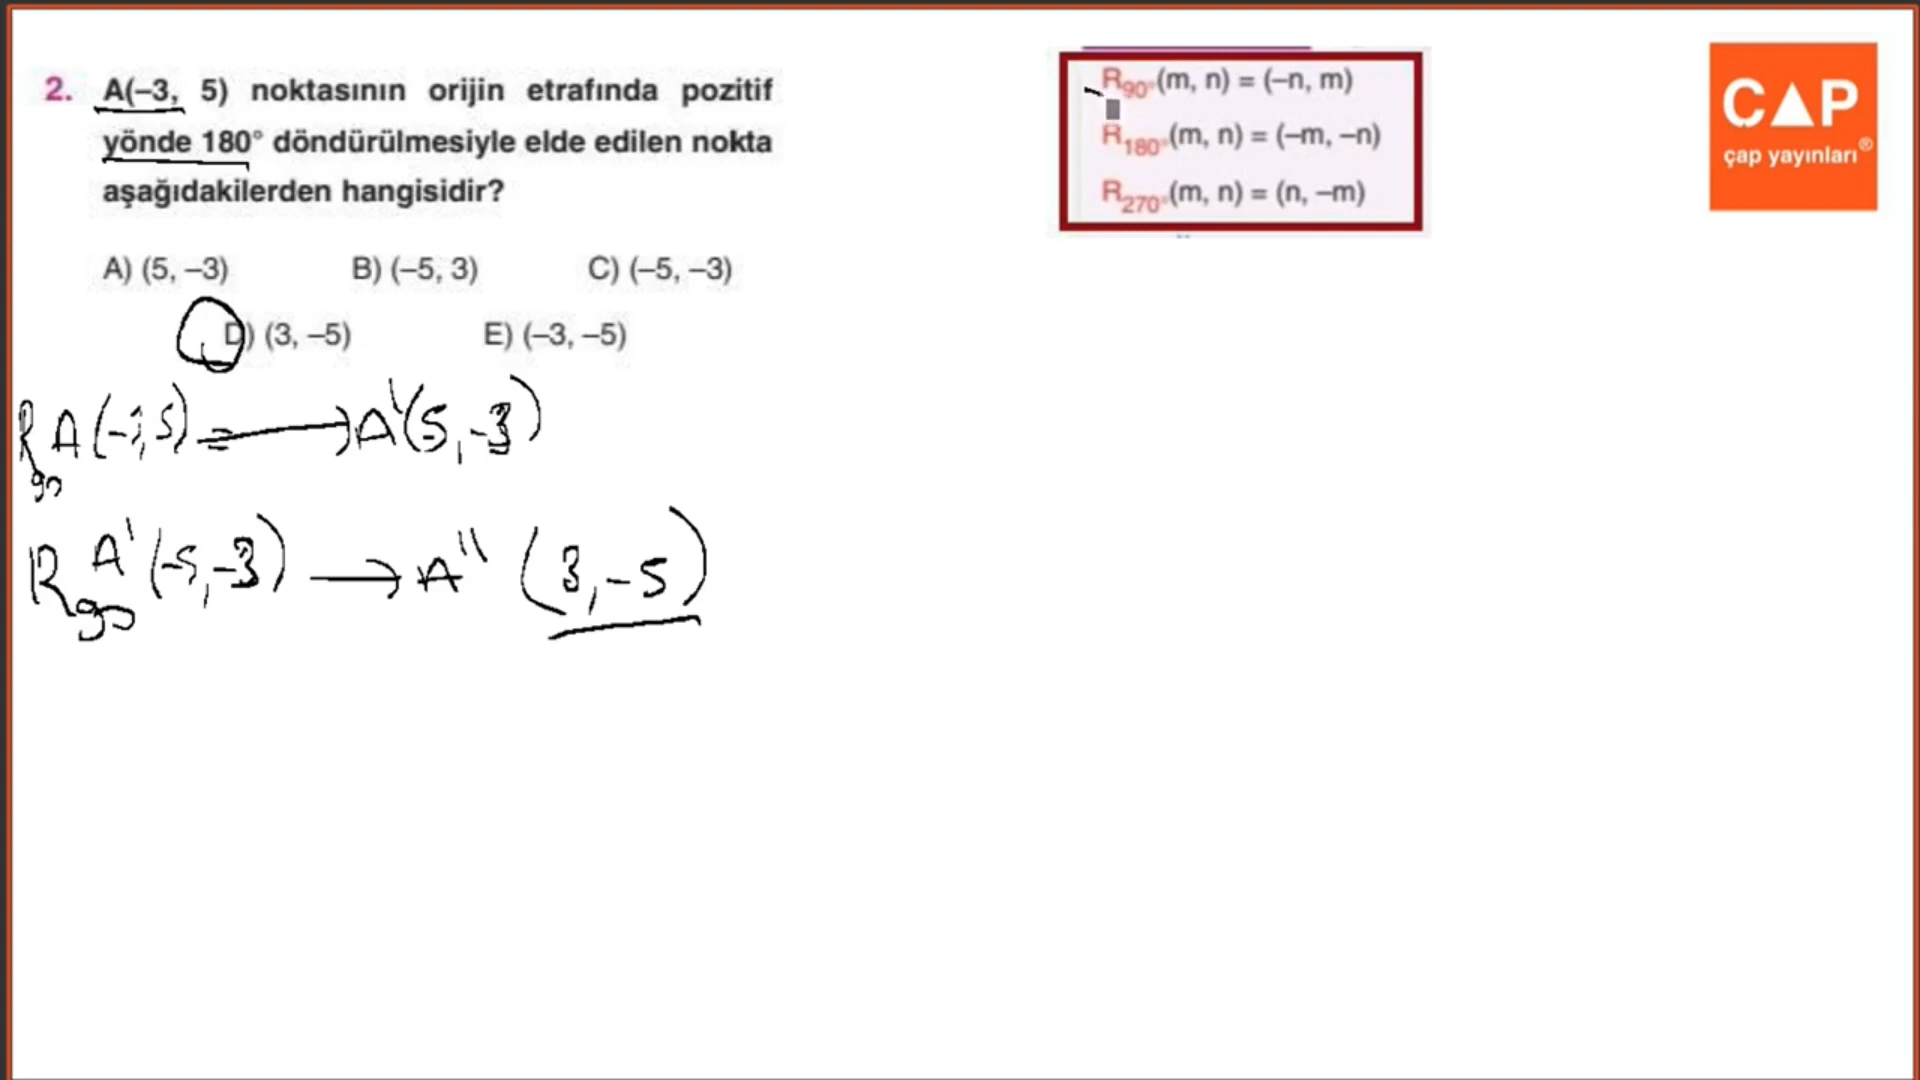 2. A(–3, 5) noktasının orijin etrafında pozitif
yönde 180° döndürülmesiyle elde edilen nokta
aşağıdakilerden hangisidir?
A) (5, –3) B) (–5, 3) C) (–5, –3)
D) (3, –5) E) (–3, –5)
R90 A(-3,5) = → A'(5,-3)
R90 A'(-5,-3) → A'' (3,-5)
R90°(m, n) = (–n, m)
R180°(m, n) = (–m, –n)
R270°(m, n) = (n, –m)
ÇAP
çap yayınları®